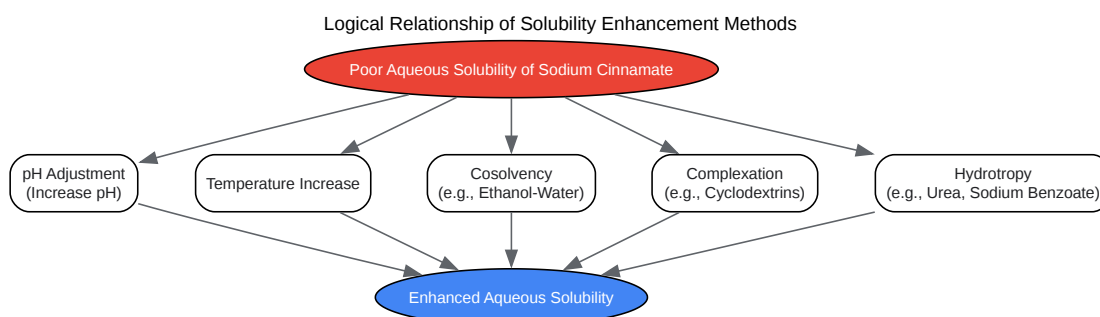 Logical Relationship of Solubility Enhancement Methods
Poor Aqueous Solubility of Sodium Cinnamate
pH Adjustment
(Increase pH)
Temperature Increase
Cosolvency
(e.g., Ethanol-Water)
Complexation
(e.g., Cyclodextrins)
Hydrotropy
(e.g., Urea, Sodium Benzoate)
Enhanced Aqueous Solubility